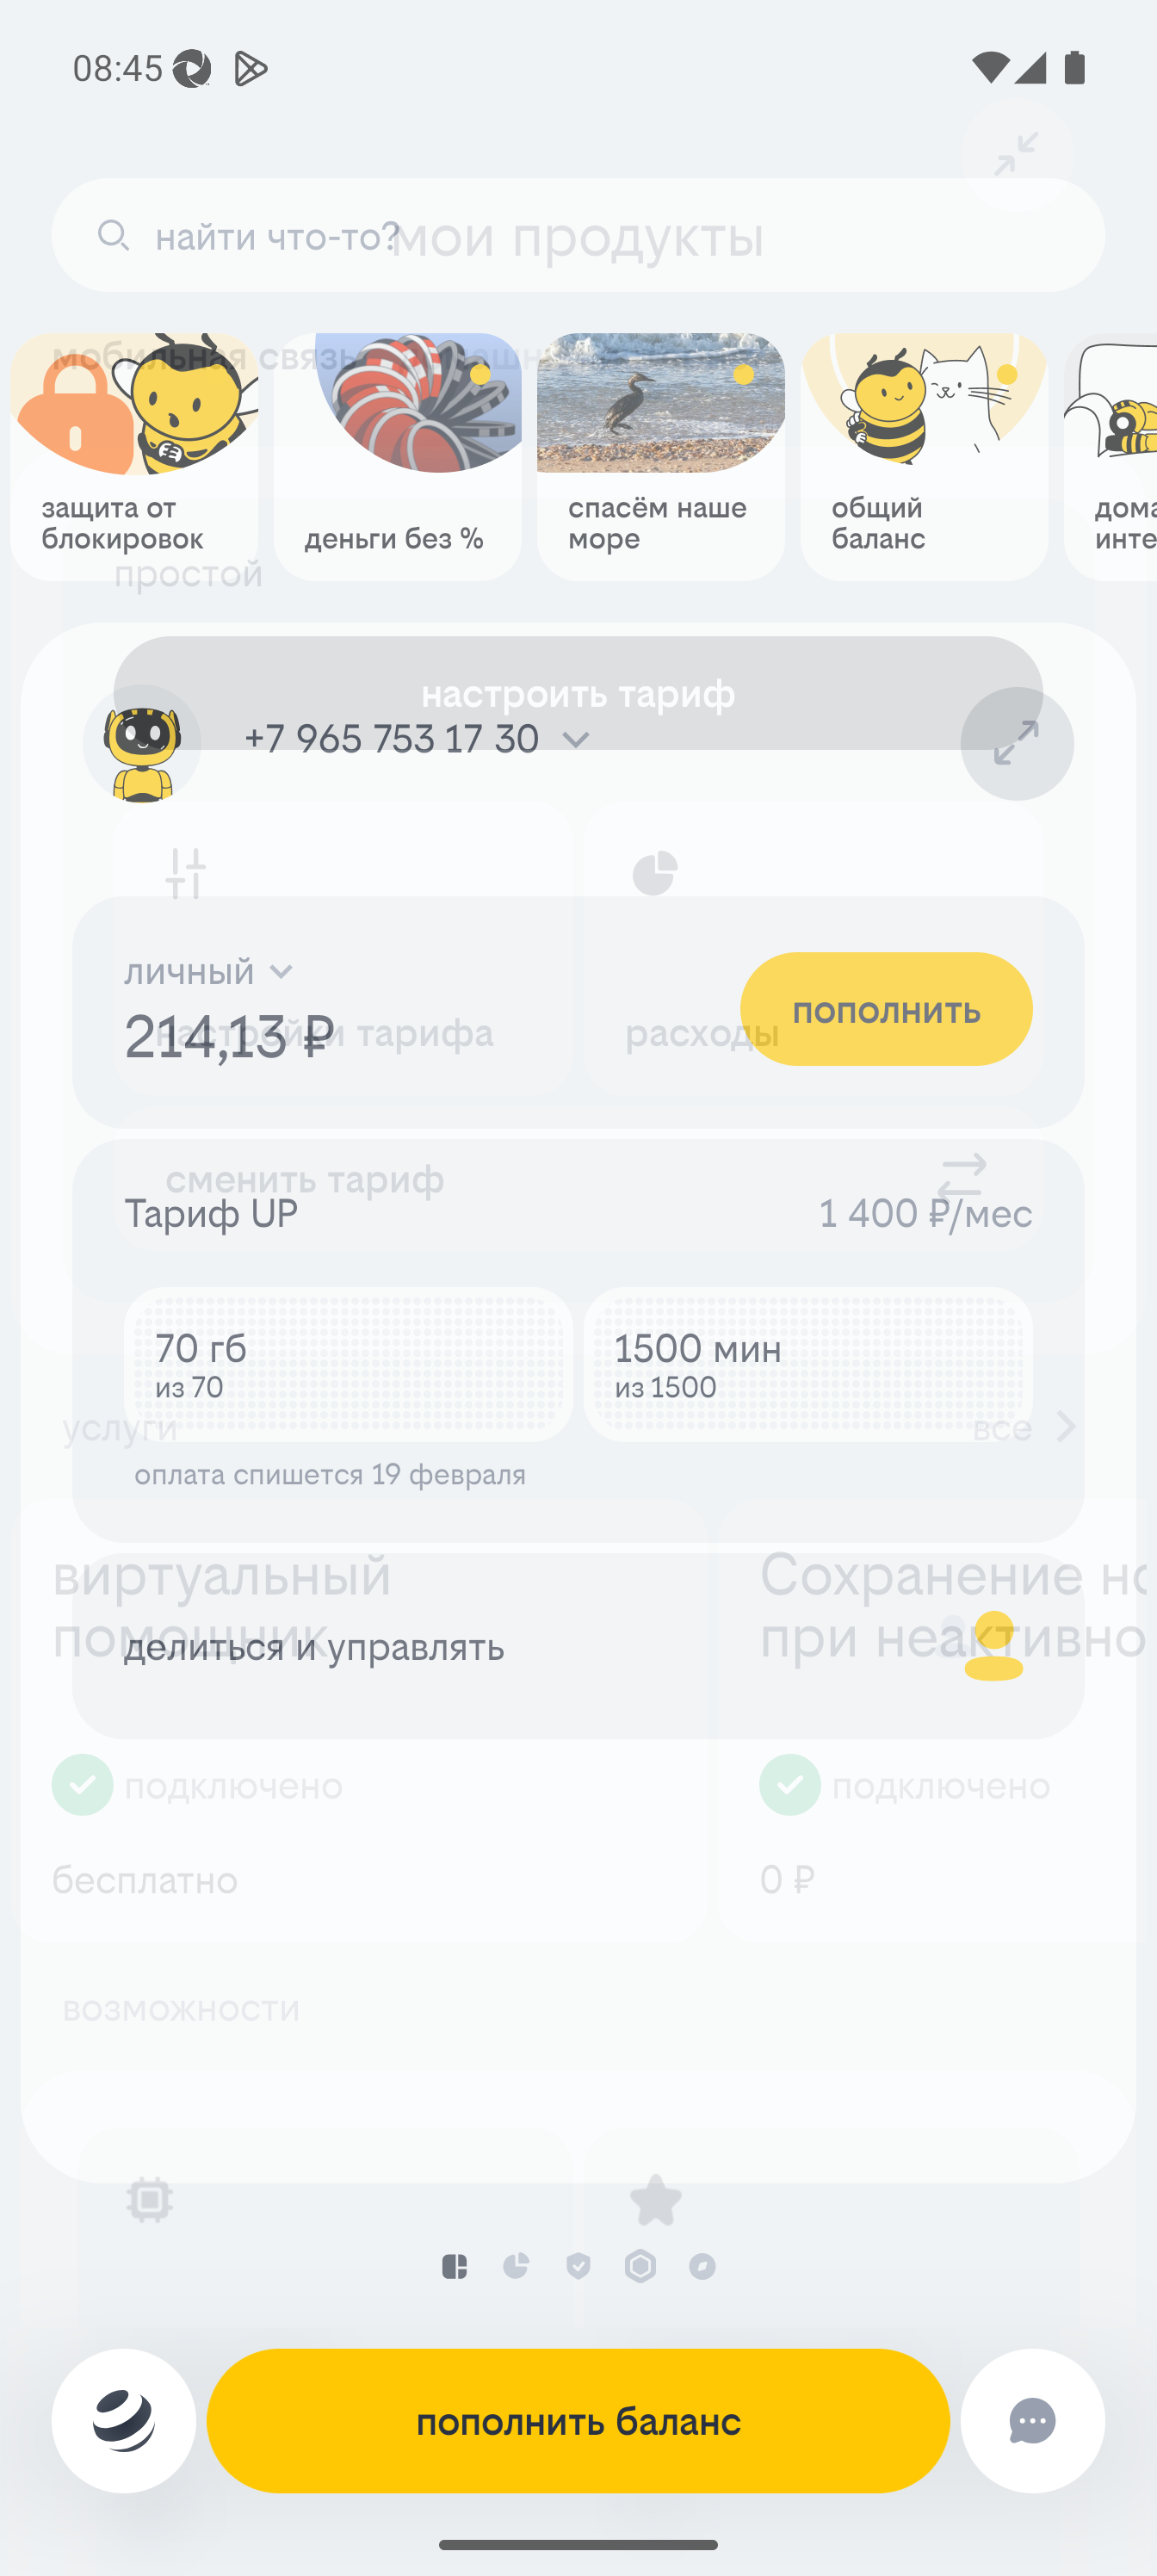 08:45
найти что-то?
мои продукты
мобильная связь
защита от
блокировок
деньги без %
спасём наше
море
общий
баланс
дома
инте
простой
настроить тариф
+7 965 753 17 30
личный
214,13 ₽
пополнить
настройки тарифа
расходы
сменить тариф
Тариф UP
1 400 ₽/мес
70 гб
из 70
1500 мин
из 1500
услуги
все
оплата спишется 19 февраля
виртуальный
помощник
Сохранение но
при неактивно
делиться и управлять
подключено
подключено
бесплатно
0 ₽
возможности
пополнить баланс